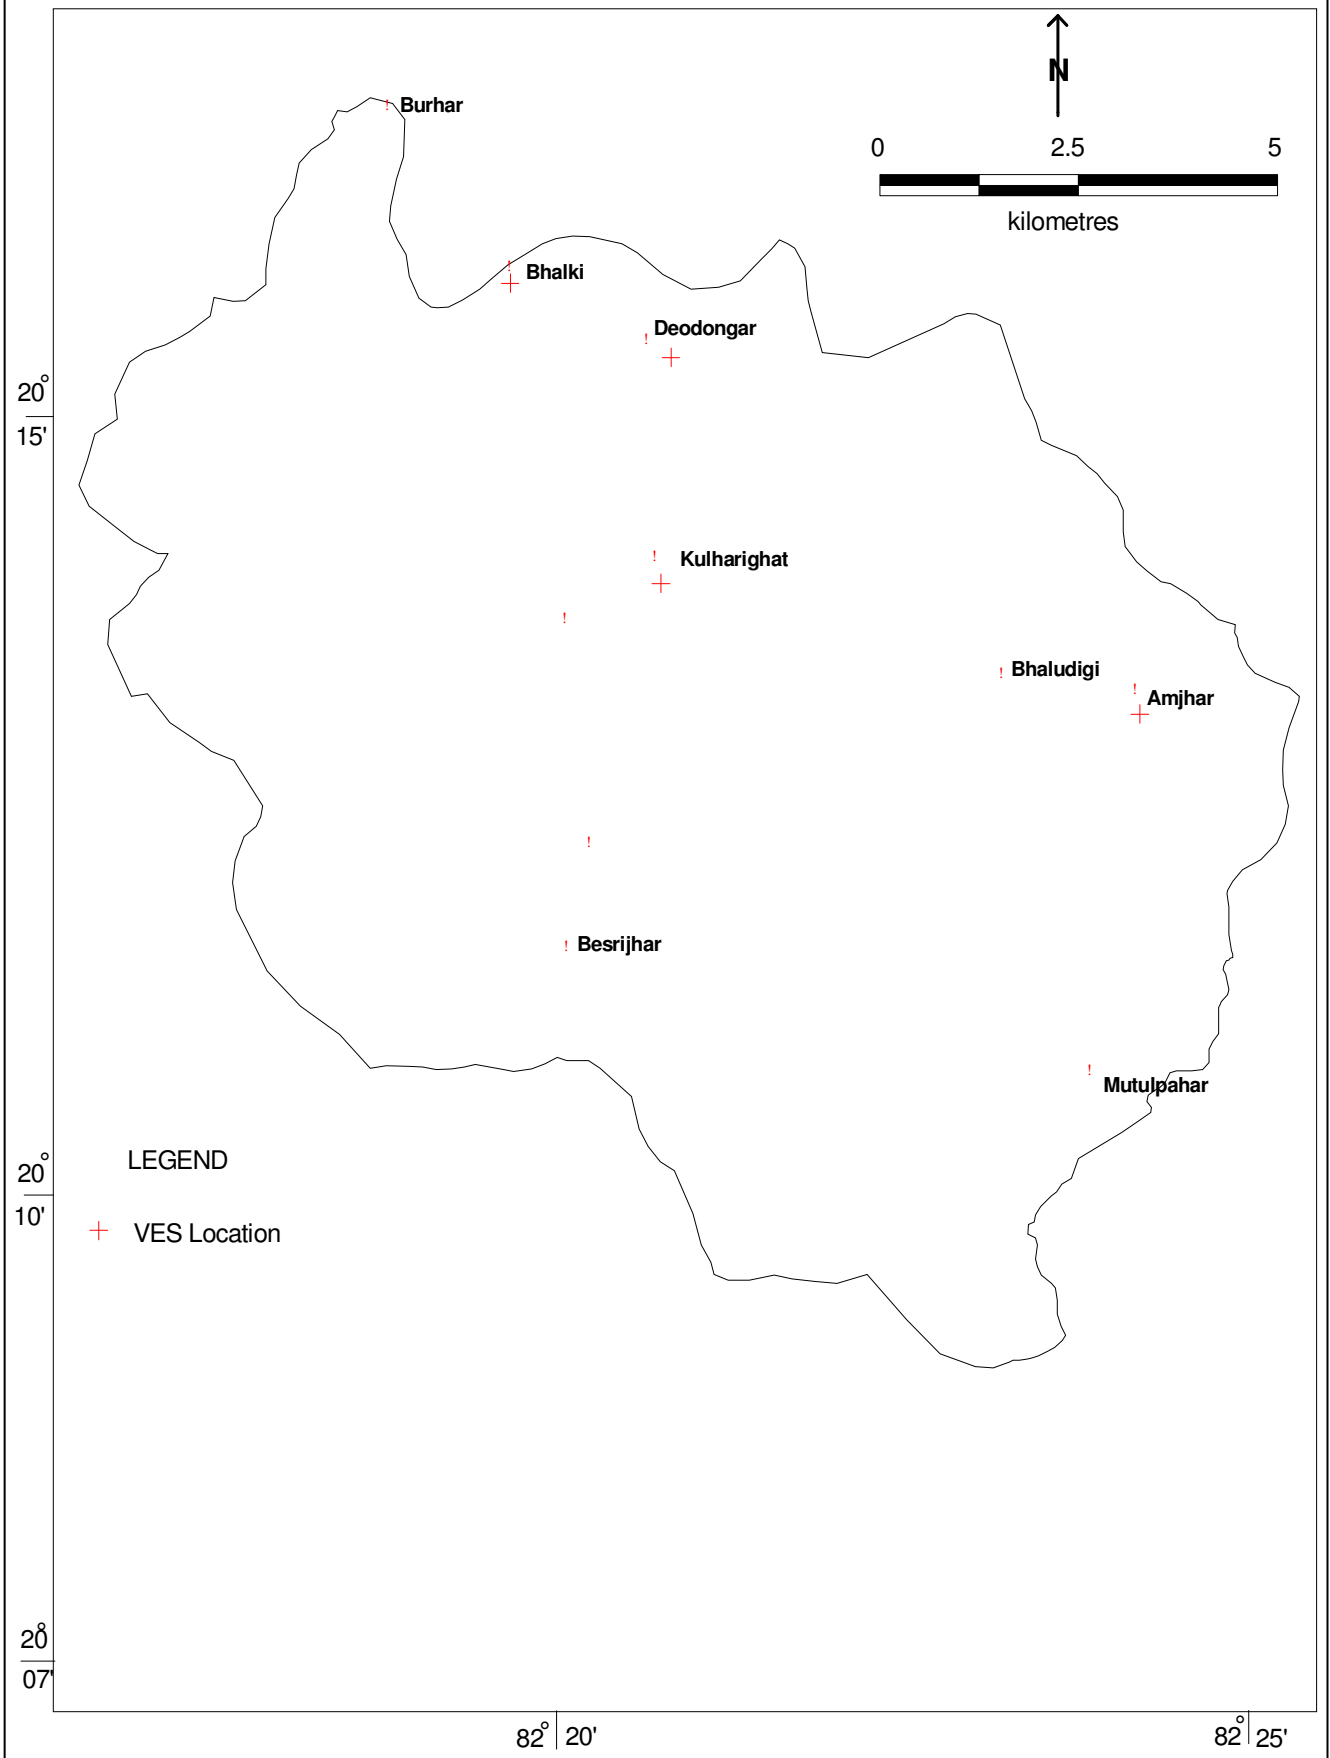 N
Burhar
0 2.5 5
kilometres
Bhalki
Deodongar
20°
15'
Kulharighat
Bhaludigi
Amjhar
Besrijhar
Mutulpahar
LEGEND
20°
10'
VES Location
20°
07'
82° 20'
82° 25'